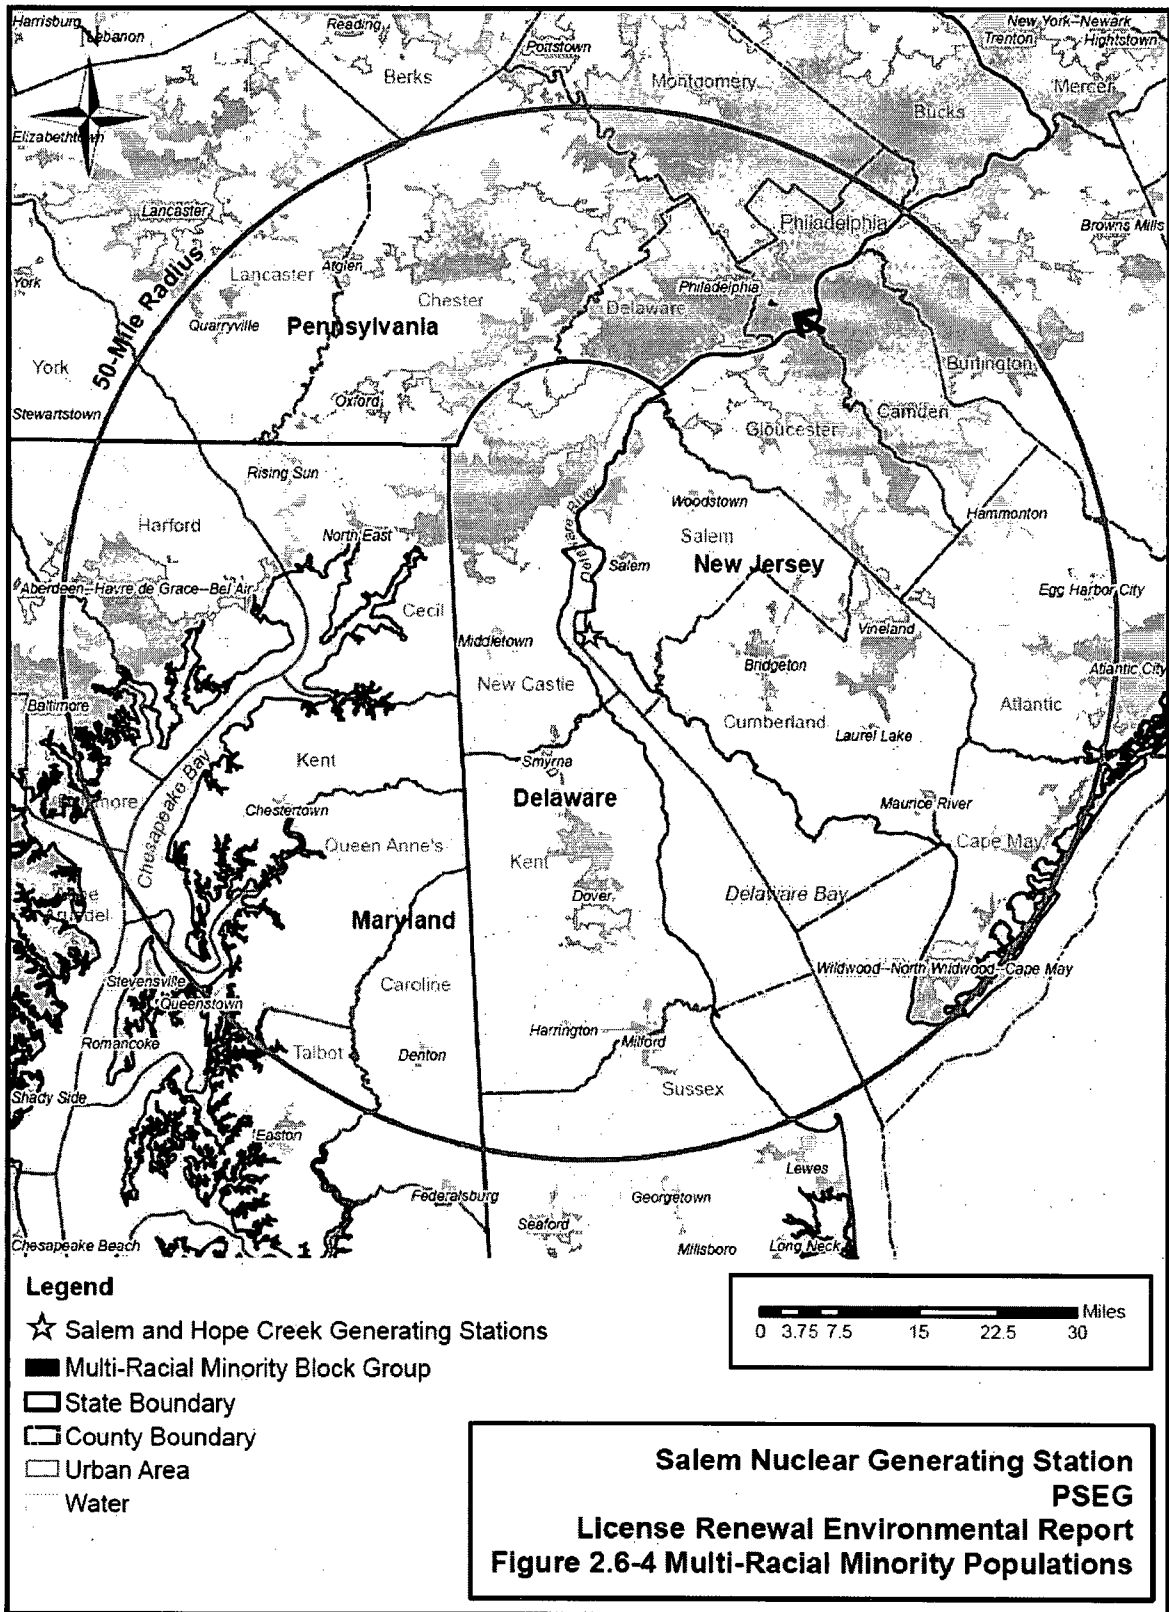 Harrisburg
Lebanon
Reading
Pottstown
New York–Newark
Trenton
Hightstown
Berks
Montgomery
Mercer
Bucks
Elizabethtown
Lancaster
Philadelphia
Browns Mills
York
Lancaster
Atglen
Chester
Philadelphia
50-Mile Radius
Quarryville
Pennsylvania
Delaware
York
Burlington
Stewartstown
Oxford
Camden
Gloucester
Rising Sun
Woodstown
Hammonton
Harford
North East
Delaware River
Salem
Salem
New Jersey
Aberdeen–Havre de Grace–Bel Air
Egg Harbor City
Cecil
Middletown
Vineland
Bridgeton
Atlantic City
New Castle
Baltimore
Cumberland
Atlantic
Laurel Lake
Kent
Smyrna
Chesapeake Bay
Delaware
Baltimore
Chestertown
Maurice River
Queen Anne's
Cape May
Kent
Dover
Delaware Bay
Anne
Arundel
Maryland
Wildwood–North Wildwood–Cape May
Stevensville
Caroline
Queenstown
Harrington
Milford
Romancoke
Talbot
Denton
Sussex
Shady Side
Easton
Lewes
Federalsburg
Georgetown
Seaford
Chesapeake Beach
Millsboro
Long Neck
Legend
Salem and Hope Creek Generating Stations
Multi-Racial Minority Block Group
State Boundary
County Boundary
Urban Area
Water
Miles
0 3.75 7.5 15 22.5 30
Salem Nuclear Generating Station
PSEG
License Renewal Environmental Report
Figure 2.6-4 Multi-Racial Minority Populations